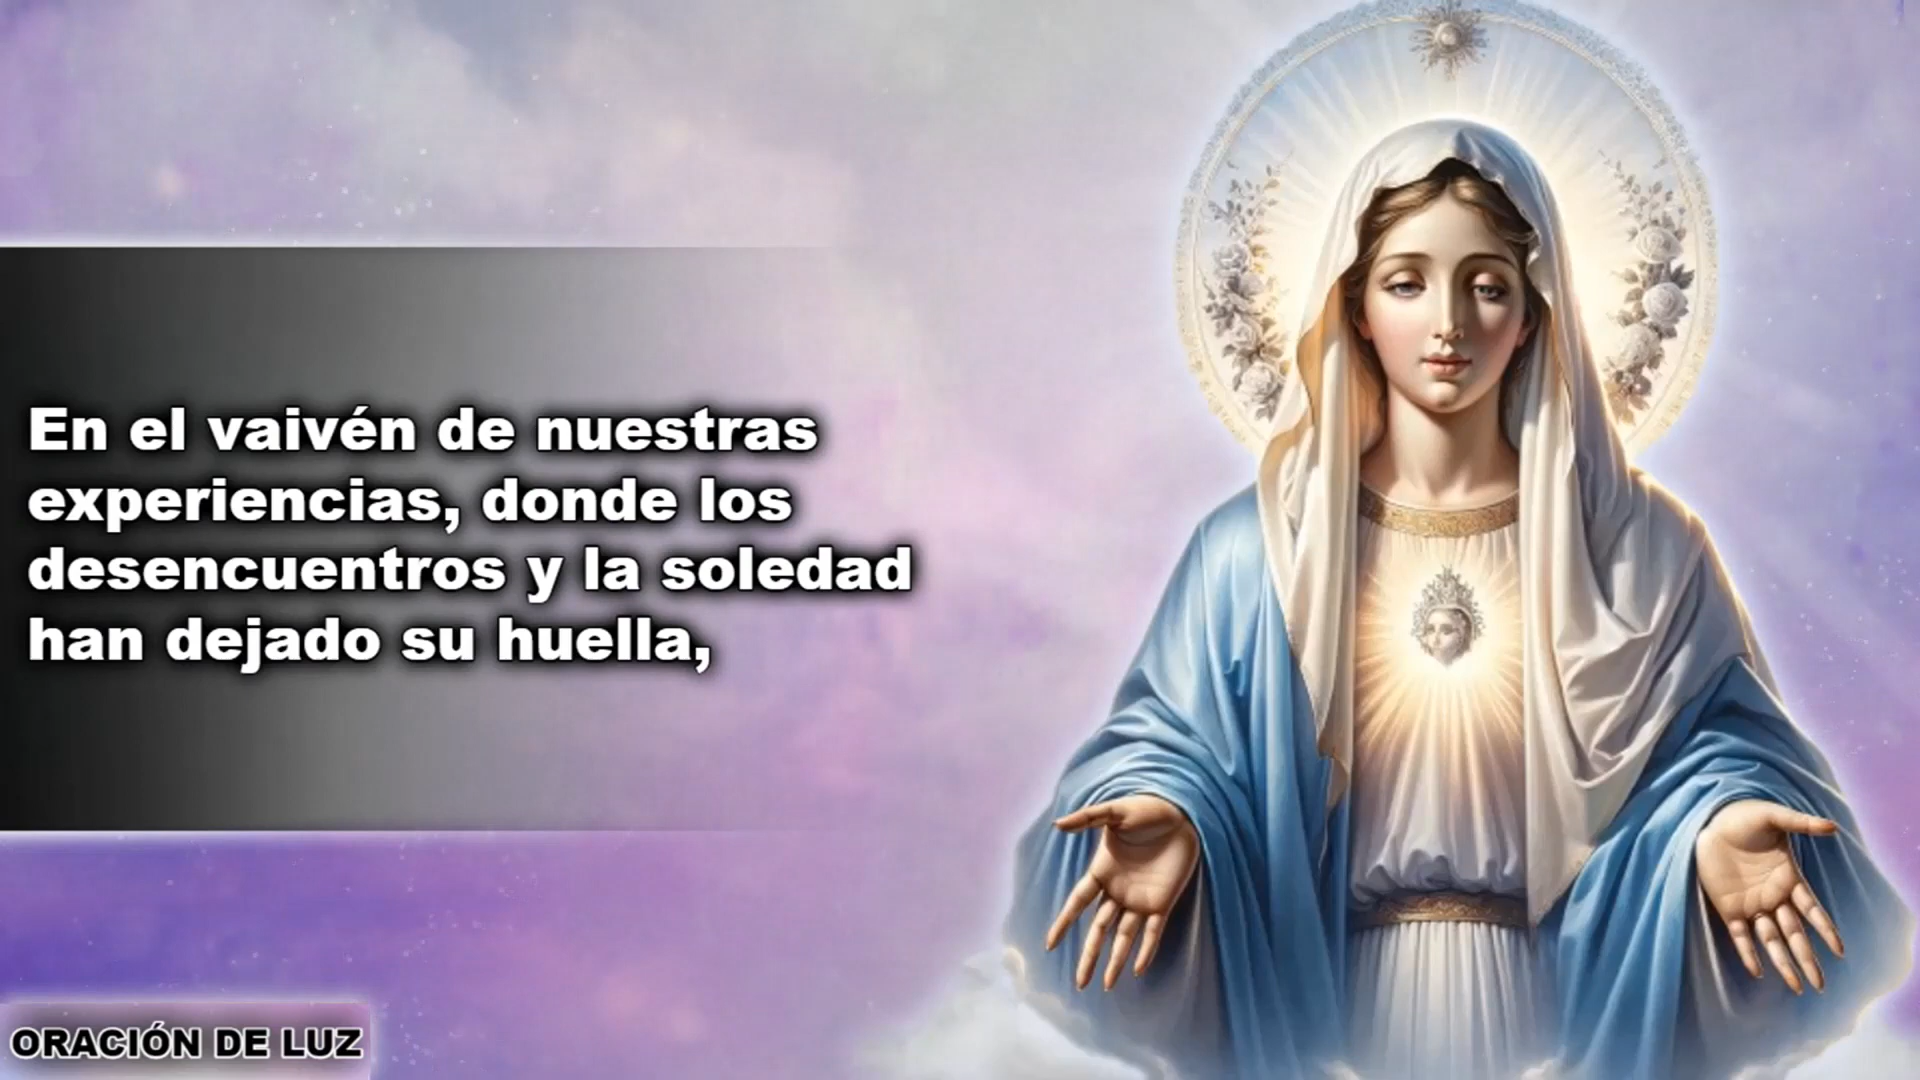 En el vaivén de nuestras
experiencias, donde los
desencuentros y la soledad
han dejado su huella,
ORACIÓN DE LUZ